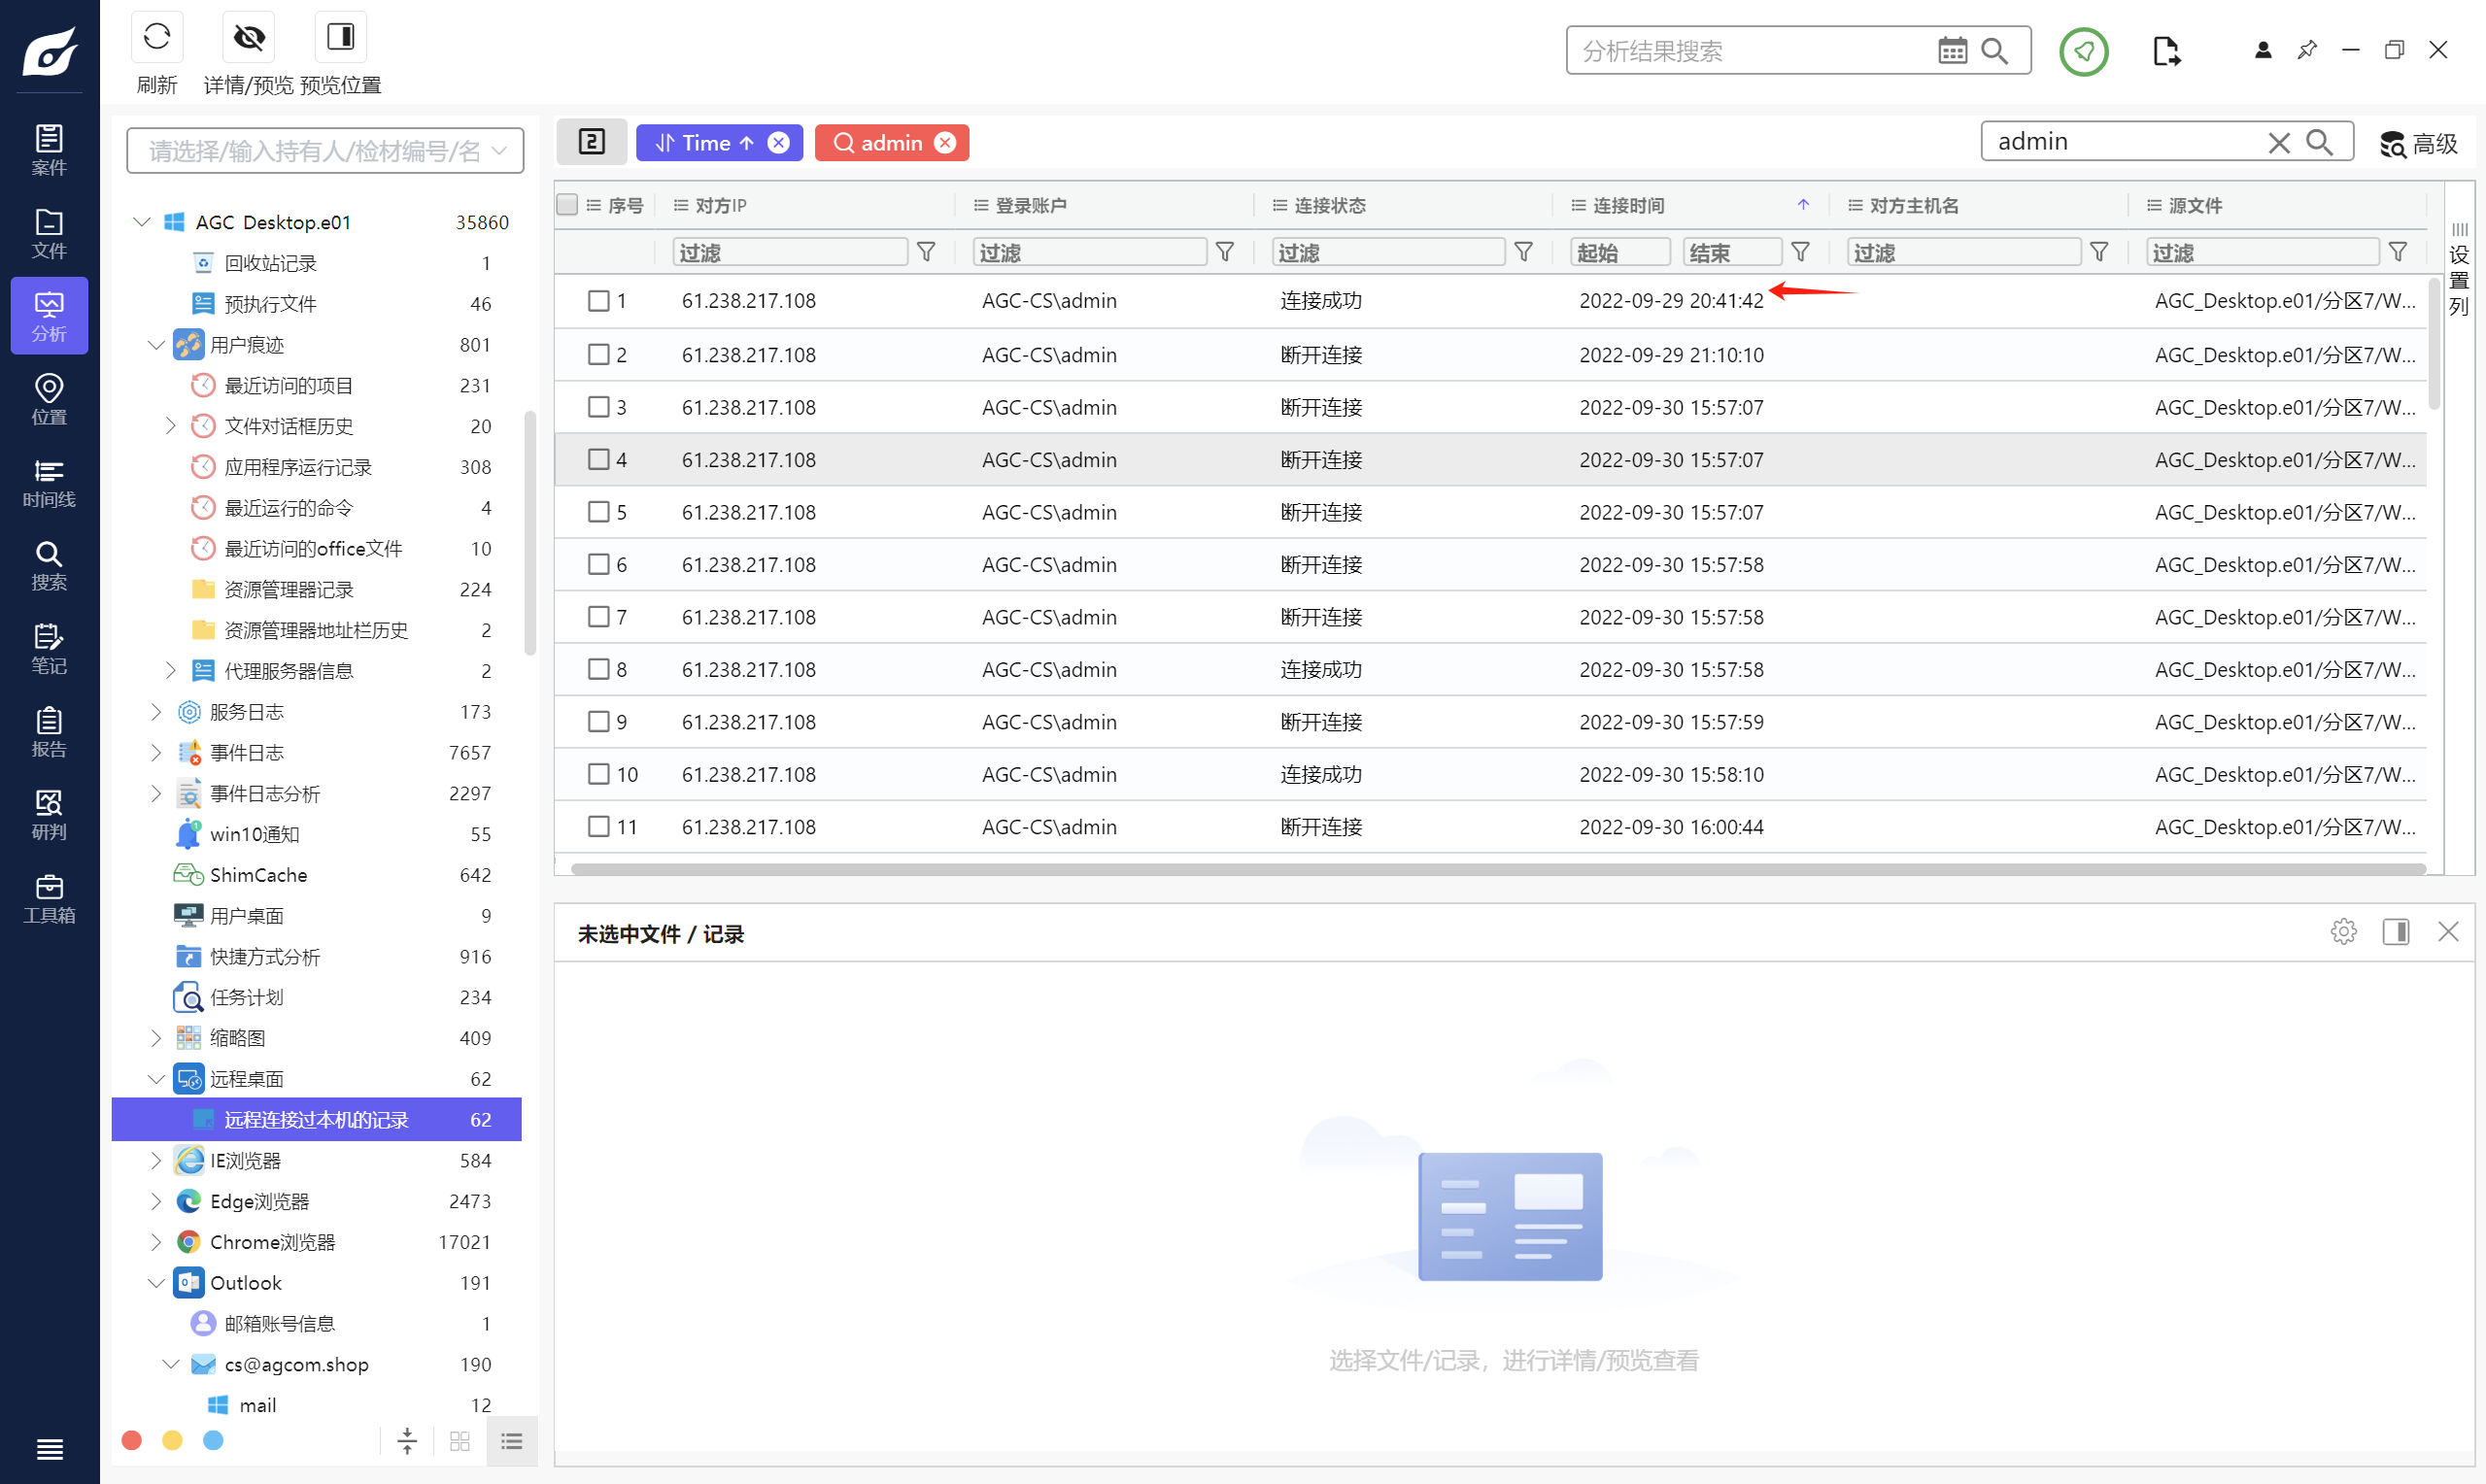 刷新 详情/预览 预览位置
分析结果搜索
案件
文件
分析
位置
时间线
搜索
笔记
报告
研判
工具箱
请选择/输入持有人/检材编号/名
AGC Desktop.e01 35860
回收站记录 1
预执行文件 46
用户痕迹 801
最近访问的项目 231
文件对话框历史 20
应用程序运行记录 308
最近运行的命令 4
最近访问的office文件 10
资源管理器记录 224
资源管理器地址栏历史 2
代理服务器信息 2
服务日志 173
事件日志 7657
事件日志分析 2297
win10通知 55
ShimCache 642
用户桌面 9
快捷方式分析 916
任务计划 234
缩略图 409
远程桌面 62
远程连接过本机的记录 62
IE浏览器 584
Edge浏览器 2473
Chrome浏览器 17021
Outlook 191
邮箱账号信息 1
cs@agcom.shop 190
mail 12
2 Time admin
admin 高级
序号 对方IP 登录账户 连接状态 连接时间 对方主机名 源文件
过滤 过滤 过滤 起始 结束 过滤 过滤
1 61.238.217.108 AGC-CS\admin 连接成功 2022-09-29 20:41:42 AGC_Desktop.e01/分区7/W...
2 61.238.217.108 AGC-CS\admin 断开连接 2022-09-29 21:10:10 AGC_Desktop.e01/分区7/W...
3 61.238.217.108 AGC-CS\admin 断开连接 2022-09-30 15:57:07 AGC_Desktop.e01/分区7/W...
4 61.238.217.108 AGC-CS\admin 断开连接 2022-09-30 15:57:07 AGC_Desktop.e01/分区7/W...
5 61.238.217.108 AGC-CS\admin 断开连接 2022-09-30 15:57:07 AGC_Desktop.e01/分区7/W...
6 61.238.217.108 AGC-CS\admin 断开连接 2022-09-30 15:57:58 AGC_Desktop.e01/分区7/W...
7 61.238.217.108 AGC-CS\admin 断开连接 2022-09-30 15:57:58 AGC_Desktop.e01/分区7/W...
8 61.238.217.108 AGC-CS\admin 连接成功 2022-09-30 15:57:58 AGC_Desktop.e01/分区7/W...
9 61.238.217.108 AGC-CS\admin 断开连接 2022-09-30 15:57:59 AGC_Desktop.e01/分区7/W...
10 61.238.217.108 AGC-CS\admin 连接成功 2022-09-30 15:58:10 AGC_Desktop.e01/分区7/W...
11 61.238.217.108 AGC-CS\admin 断开连接 2022-09-30 16:00:44 AGC_Desktop.e01/分区7/W...
设置列
未选中文件 / 记录
选择文件/记录，进行详情/预览查看